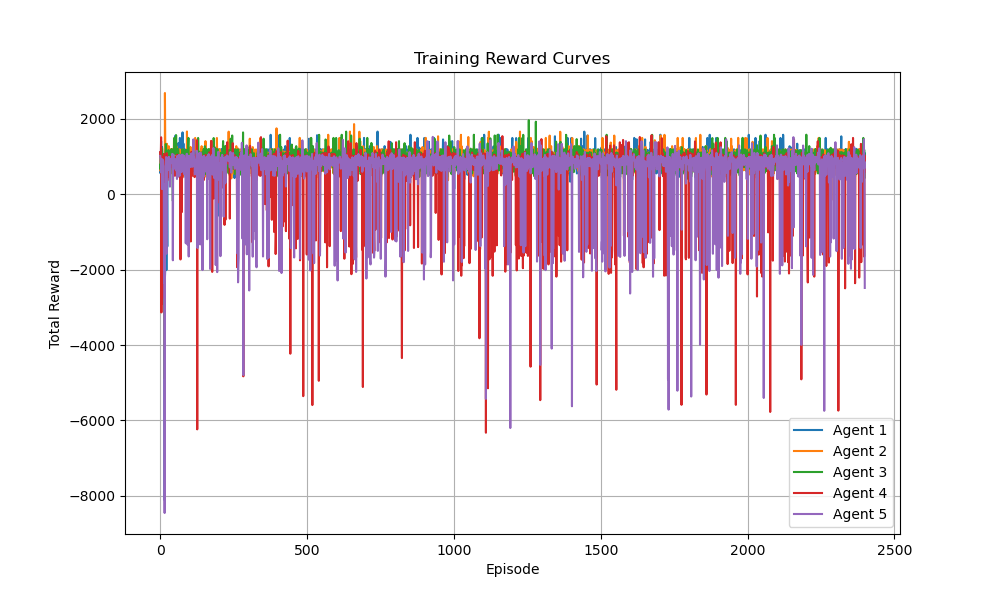 Training Reward Curves
Total Reward
2000
0
−2000
−4000
−6000
−8000
0 500 1000 1500 2000 2500
Episode
Agent 1
Agent 2
Agent 3
Agent 4
Agent 5